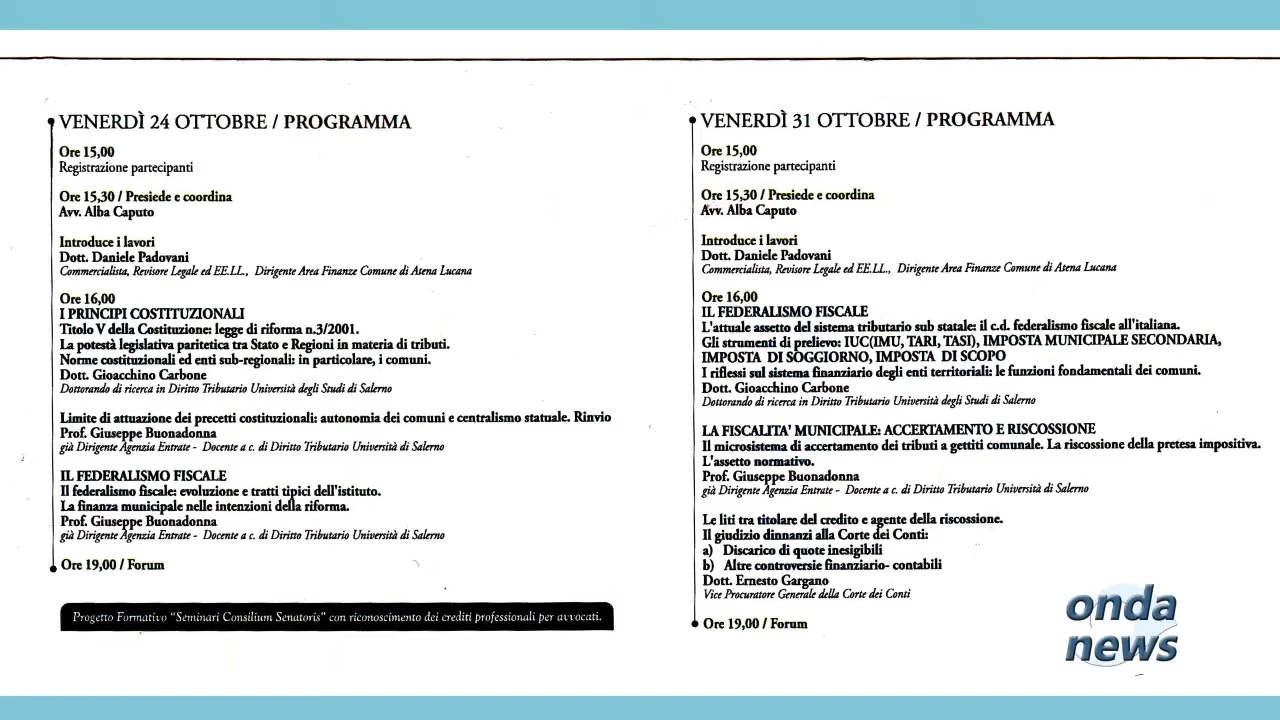 VENERDÌ 24 OTTOBRE / PROGRAMMA
Ore 15,00
Registrazione partecipanti
Ore 15,30 / Presiede e coordina
Avv. Alba Caputo
Introduce i lavori
Dott. Daniele Padovani
Commercialista, Revisore Legale ed EE.LL., Dirigente Area Finanze Comune di Atena Lucana
Ore 16,00
I PRINCIPI COSTITUZIONALI
Titolo V della Costituzione: legge di riforma n.3/2001.
La potestà legislativa paritetica tra Stato e Regioni in materia di tributi.
Norme costituzionali ed enti sub-regionali: in particolare, i comuni.
Dott. Gioacchino Carbone
Dottorando di ricerca in Diritto Tributario Università degli Studi di Salerno
Limite di attuazione dei precetti costituzionali: autonomia dei comuni e centralismo statuale. Rinvio
Prof. Giuseppe Buonadonna
già Dirigente Agenzia Entrate - Docente a c. di Diritto Tributario Università di Salerno
IL FEDERALISMO FISCALE
Il federalismo fiscale: evoluzione e tratti tipici dell'istituto.
La finanza municipale nelle intenzioni della riforma.
Prof. Giuseppe Buonadonna
già Dirigente Agenzia Entrate - Docente a c. di Diritto Tributario Università di Salerno
Ore 19,00 / Forum
Progetto Formativo "Seminari Consilium Senatoris" con riconoscimento dei crediti professionali per avvocati.
VENERDÌ 31 OTTOBRE / PROGRAMMA
Ore 15,00
Registrazione partecipanti
Ore 15,30 / Presiede e coordina
Avv. Alba Caputo
Introduce i lavori
Dott. Daniele Padovani
Commercialista, Revisore Legale ed EE.LL., Dirigente Area Finanze Comune di Atena Lucana
Ore 16,00
IL FEDERALISMO FISCALE
L'attuale assetto del sistema tributario sub statale: il c.d. federalismo fiscale all'italiana.
Gli strumenti di prelievo: IUC(IMU, TARI, TASI), IMPOSTA MUNICIPALE SECONDARIA,
IMPOSTA DI SOGGIORNO, IMPOSTA DI SCOPO
I riflessi sul sistema finanziario degli enti territoriali: le funzioni fondamentali dei comuni.
Dott. Gioacchino Carbone
Dottorando di ricerca in Diritto Tributario Università degli Studi di Salerno
LA FISCALITA' MUNICIPALE: ACCERTAMENTO E RISCOSSIONE
Il microsistema di accertamento dei tributi a gettiti comunale. La riscossione della pretesa impositiva.
L'assetto normativo.
Prof. Giuseppe Buonadonna
già Dirigente Agenzia Entrate - Docente a c. di Diritto Tributario Università di Salerno
Le liti tra titolare del credito e agente della riscossione.
Il giudizio dinnanzi alla Corte dei Conti:
a) Discarico di quote inesigibili
b) Altre controversie finanziario- contabili
Dott. Ernesto Gargano
Vice Procuratore Generale della Corte dei Conti
Ore 19,00 / Forum
onda
news